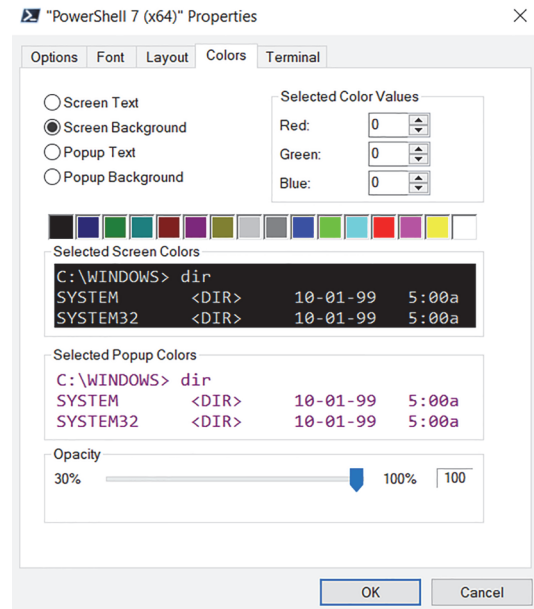 "PowerShell 7 (x64)" Properties
Options Font Layout Colors Terminal
Screen Text
Screen Background
Popup Text
Popup Background
Selected Color Values
Red: 0
Green: 0
Blue: 0
Selected Screen Colors
C:\WINDOWS> dir
SYSTEM <DIR> 10-01-99 5:00a
SYSTEM32 <DIR> 10-01-99 5:00a
Selected Popup Colors
C:\WINDOWS> dir
SYSTEM <DIR> 10-01-99 5:00a
SYSTEM32 <DIR> 10-01-99 5:00a
Opacity
30% 100% 100
OK Cancel